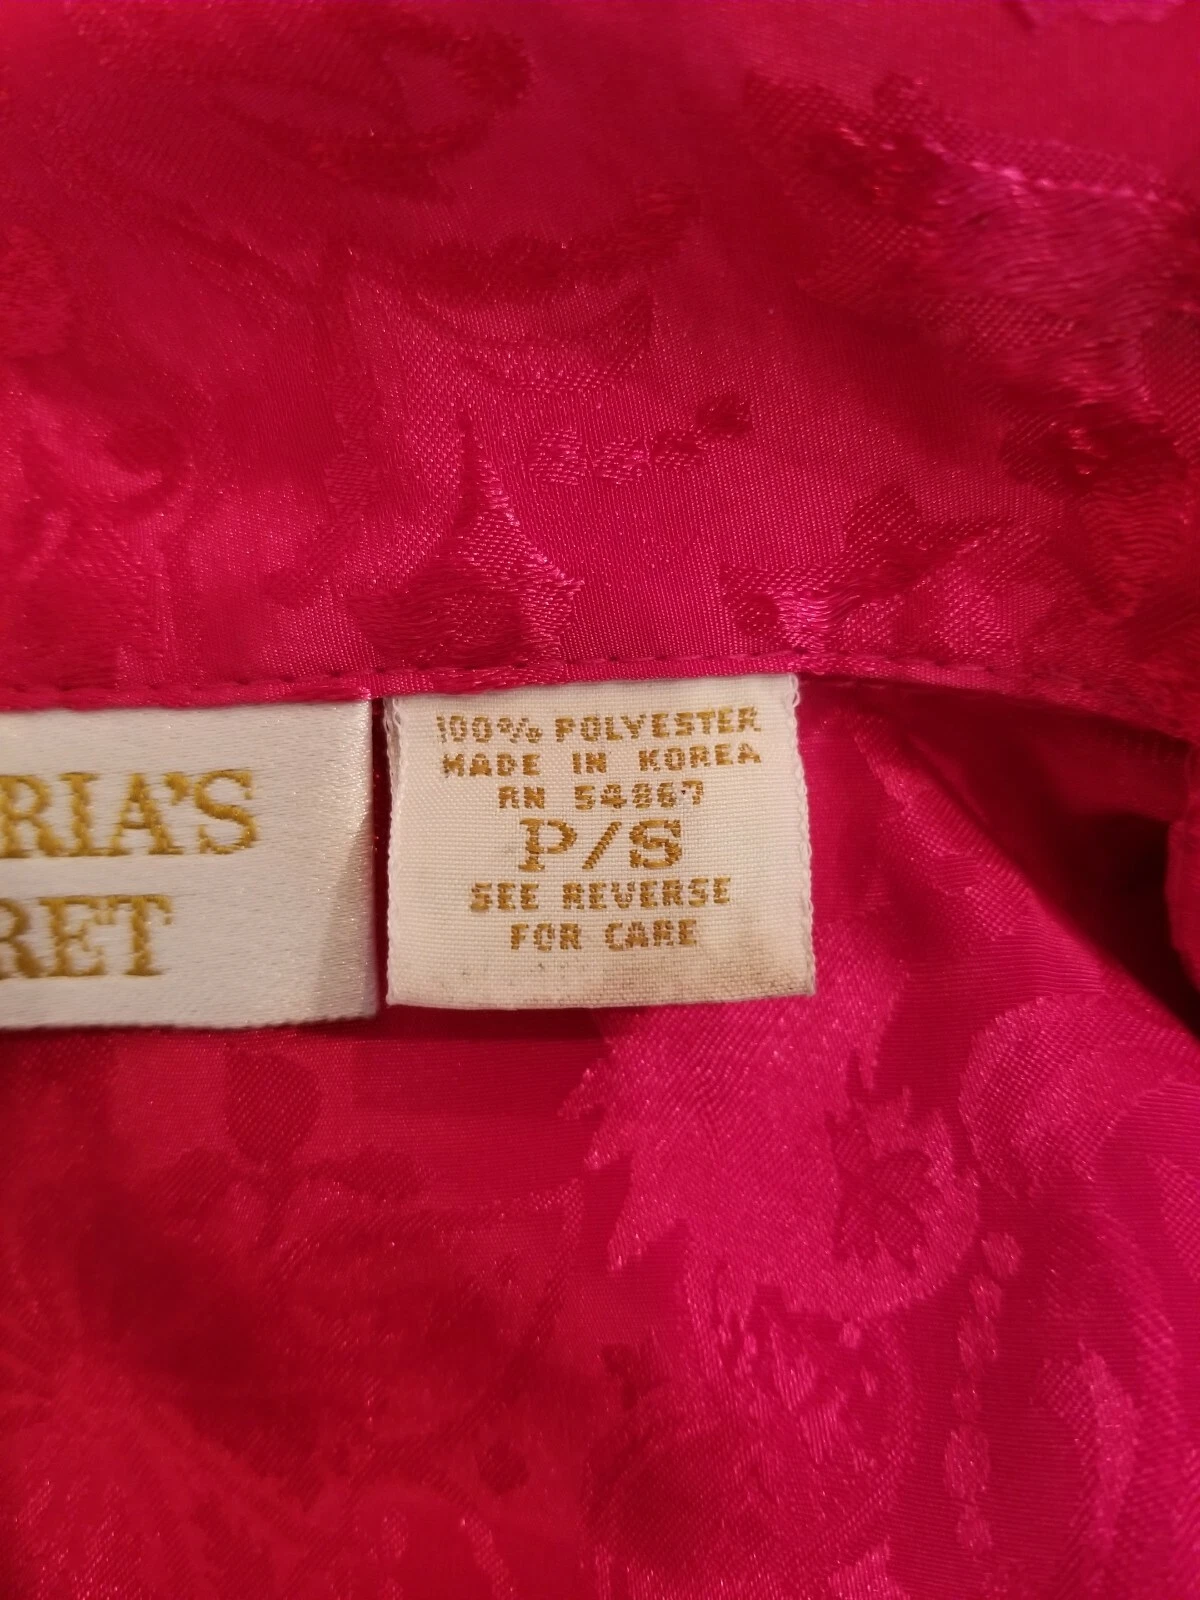 RIA'S
RET
100% POLYESTER
MADE IN KOREA
RN 54867
P/S
SEE REVERSE
FOR CARE